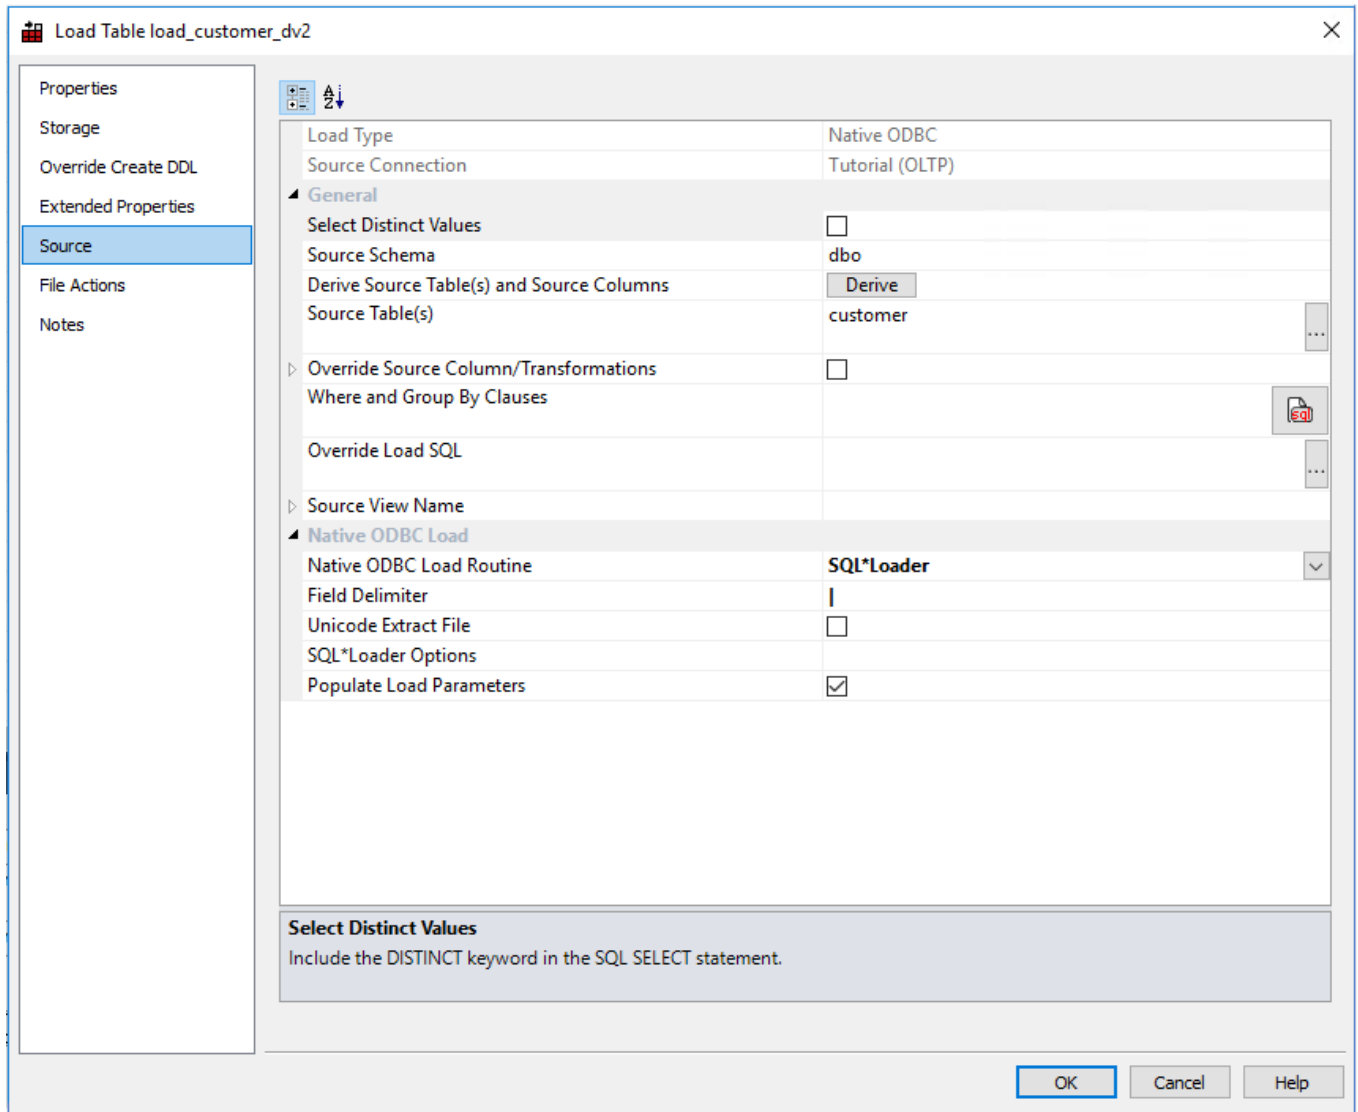 Load Table load_customer_dv2
Properties
Storage
Override Create DDL
Extended Properties
Source
File Actions
Notes
Load Type Native ODBC
Source Connection Tutorial (OLTP)
General
Select Distinct Values
Source Schema dbo
Derive Source Table(s) and Source Columns Derive
Source Table(s) customer
...
Override Source Column/Transformations
Where and Group By Clauses
sql
Override Load SQL
...
Source View Name
Native ODBC Load
Native ODBC Load Routine SQL*Loader
Field Delimiter |
Unicode Extract File
SQL*Loader Options
Populate Load Parameters
Select Distinct Values
Include the DISTINCT keyword in the SQL SELECT statement.
OK Cancel Help